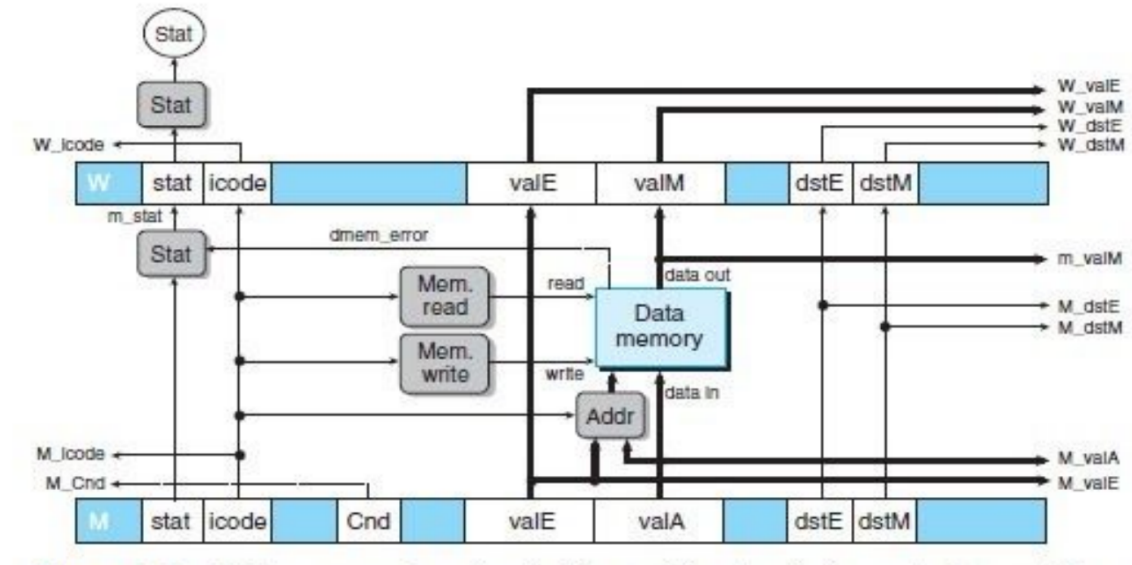 Stat
Stat
W_valE
W_valM
W_dstE
W_dstM
W_icode
W stat icode valE valM dstE dstM
m_stat
Stat
dmem_error
m_valM
data out
Mem. read
read
Data memory
M_dstE
M_dstM
Mem. write
write
data in
Addr
M_icode
M_valA
M_Cnd
M_valE
M stat icode Cnd valE valA dstE dstM